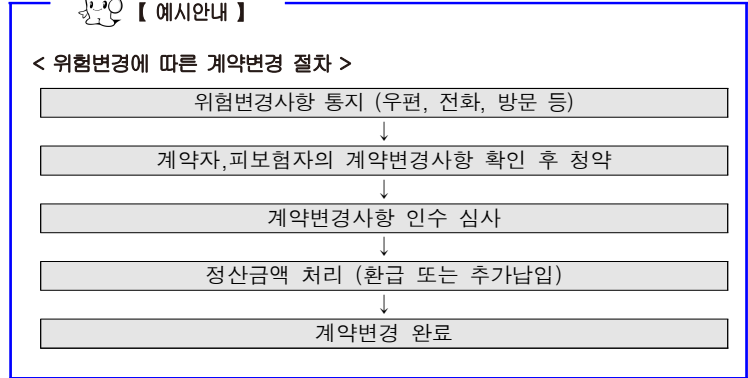 【 예시안내 】
< 위험변경에 따른 계약변경 절차 >
위험변경사항 통지 (우편, 전화, 방문 등)
↓
계약자,피보험자의 계약변경사항 확인 후 청약
↓
계약변경사항 인수 심사
↓
정산금액 처리 (환급 또는 추가납입)
↓
계약변경 완료